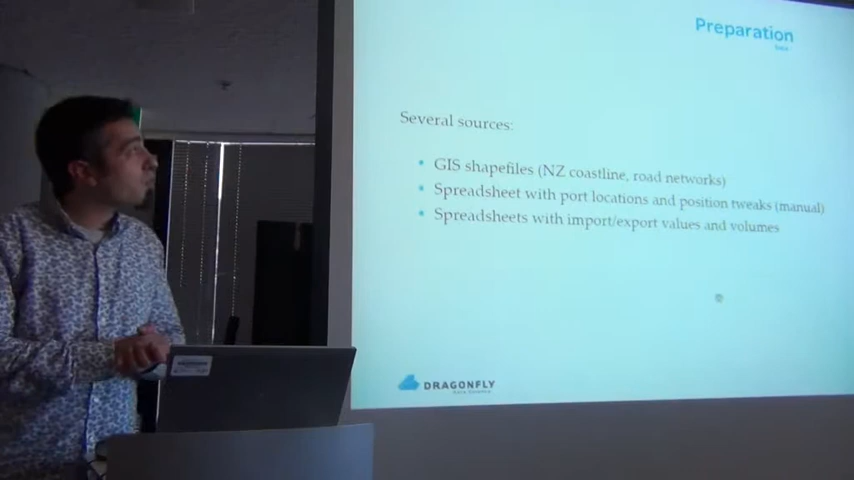 Preparation
Data
Several sources:
• GIS shapefiles (NZ coastline, road networks)
• Spreadsheet with port locations and position tweaks (manual)
• Spreadsheets with import/export values and volumes
DRAGONFLY